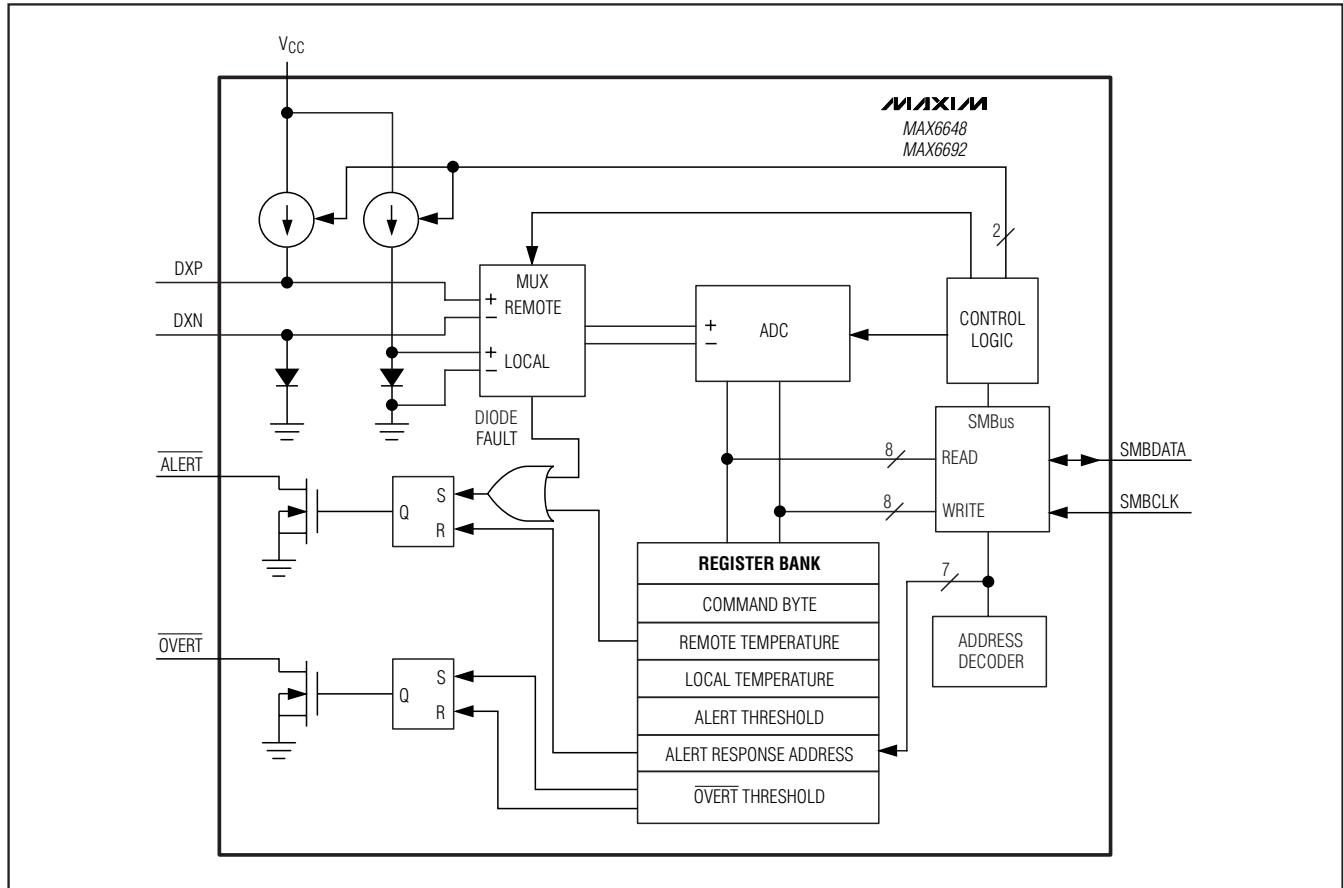 VCC
MAXIM
MAX6648
MAX6692
2
DXP
MUX
REMOTE
+
−
DXN
+
−
LOCAL
+
−
ADC
CONTROL
LOGIC
DIODE
FAULT
SMBus
ALERT
8
READ
SMBDATA
S
Q
R
8
WRITE
SMBCLK
REGISTER BANK
COMMAND BYTE
7
REMOTE TEMPERATURE
ADDRESS
DECODER
OVERT
LOCAL TEMPERATURE
S
Q
R
ALERT THRESHOLD
ALERT RESPONSE ADDRESS
OVERT THRESHOLD